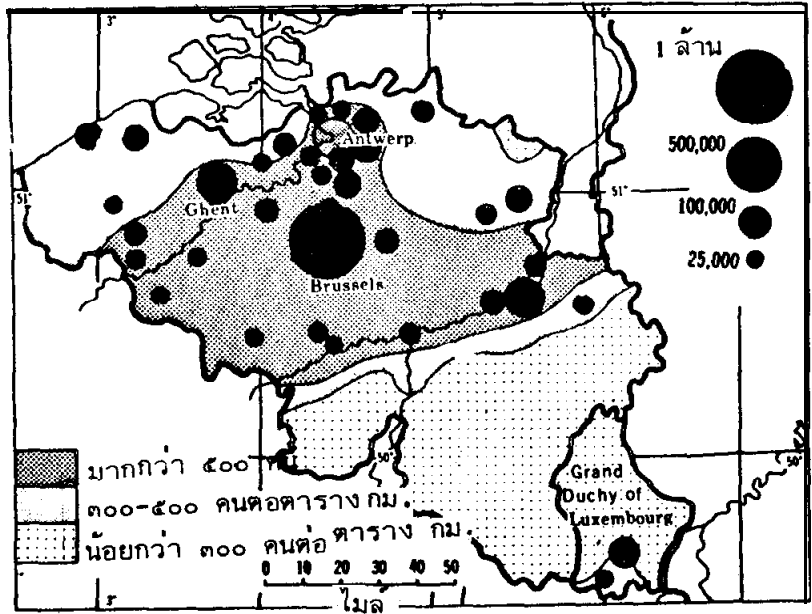 3°
5°
6°
1 ล้าน
500,000
100,000
25,000
Antwerp
51°
51°
Ghent
Brussels
มากกว่า ๕๐๐
๓๐๐-๕๐๐ คนต่อตาราง กม.
น้อยกว่า ๓๐๐ คนต่อ ตาราง กม.
50°
50°
Grand
Duchy of
Luxembourg
0 10 20 30 40 50
ไมล์